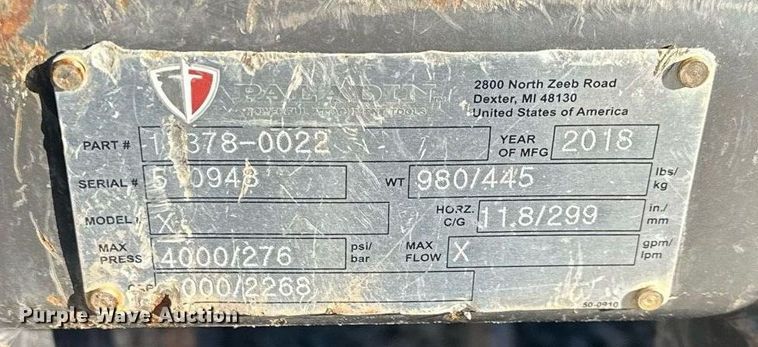 PALADIN
2800 North Zeeb Road
Dexter, MI 48130
United States of America
PART #
YEAR OF MFG 2018
SERIAL #
WT 980/445 lbs/ kg
MODEL # X
HORZ. C/G 11.8/299 in./ mm
MAX PRESS 4000/276 psi/ bar
MAX FLOW X gpm/ lpm
50-0910
Purple Wave Auction